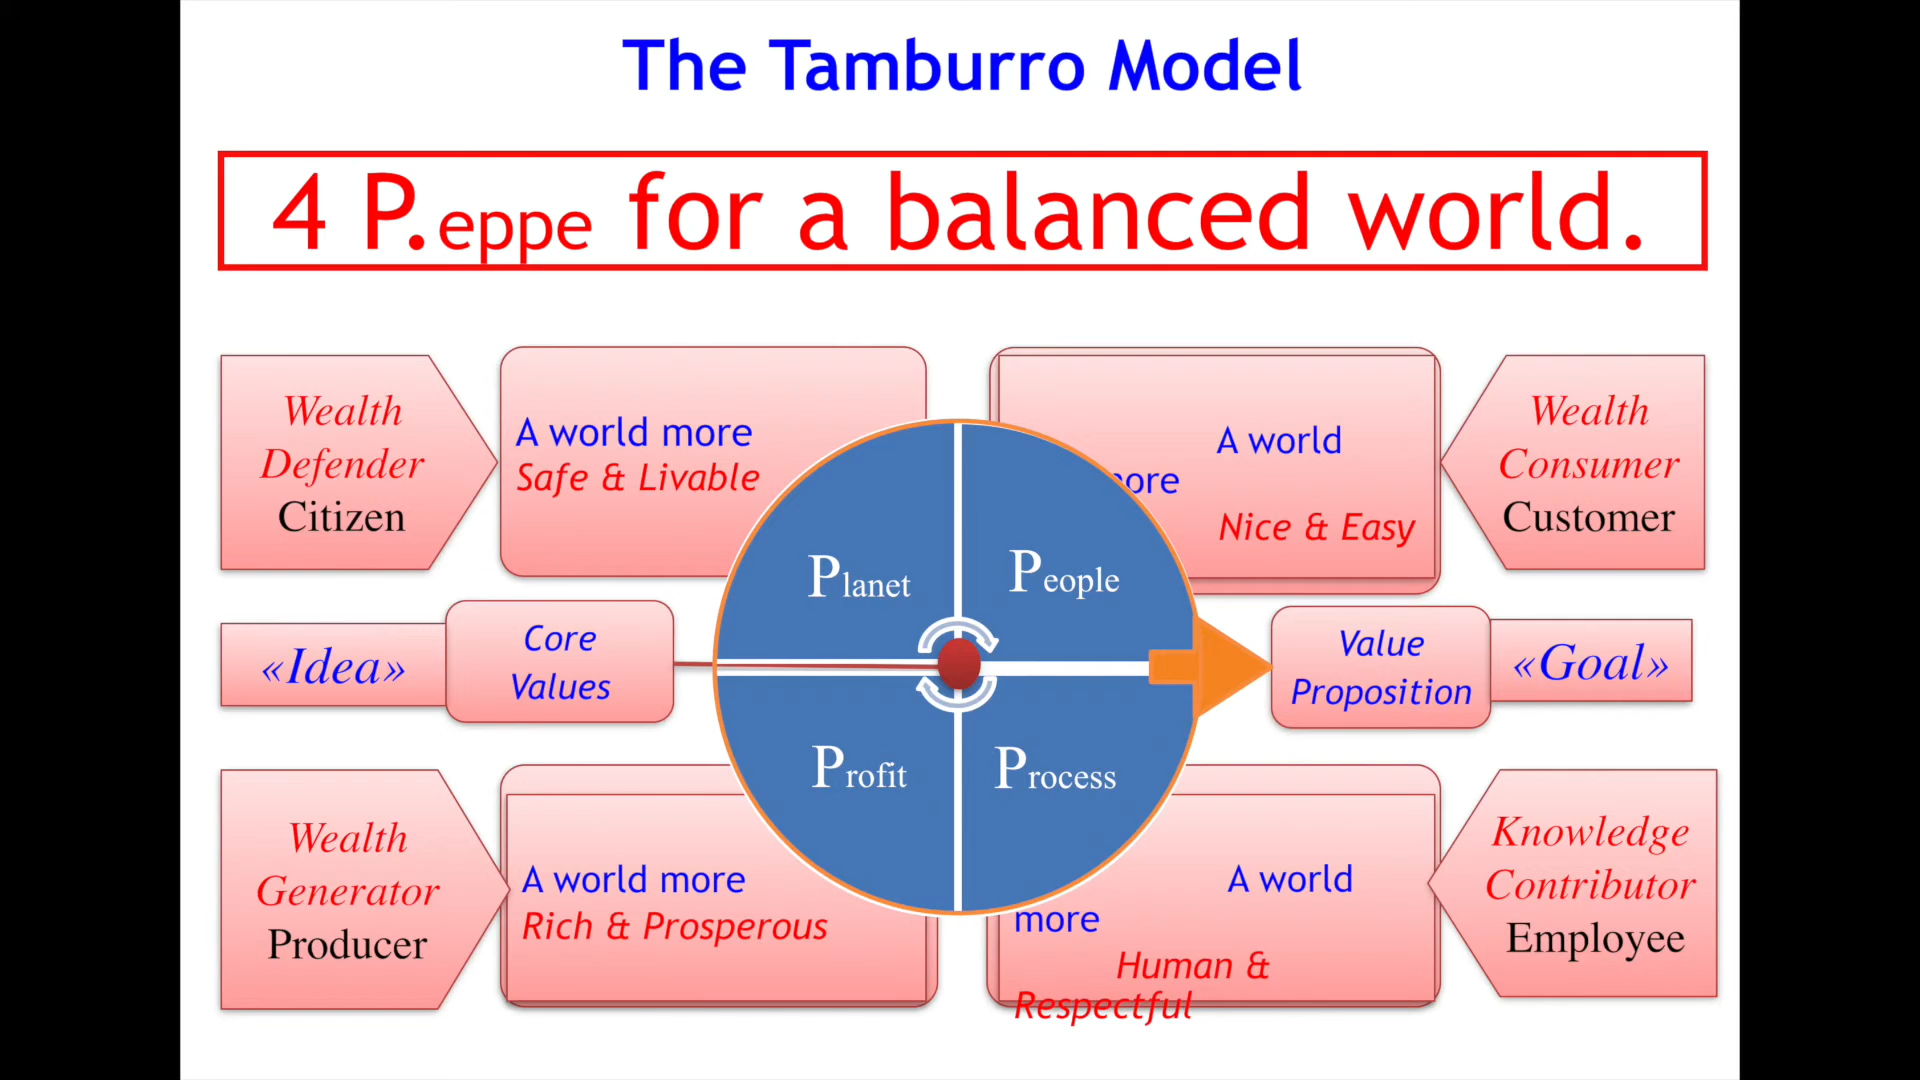 The Tamburro Model
4 P.eppe for a balanced world.
Wealth
Defender
Citizen
A world more
Safe & Livable
A world
ore
Nice & Easy
Wealth
Consumer
Customer
Planet
People
«Idea»
Core
Values
Value
Proposition
«Goal»
Profit
Process
Wealth
Generator
Producer
A world more
Rich & Prosperous
A world
more
Human &
Respectful
Knowledge
Contributor
Employee